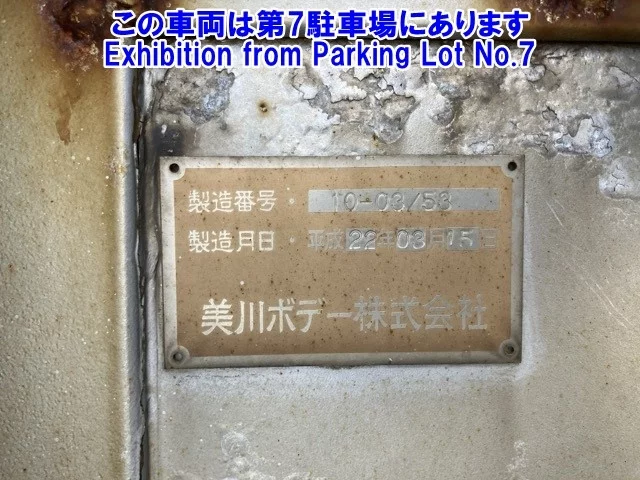 この車両は第7駐車場にあります
Exhibition from Parking Lot No.7
製造番号・ 10-03/53
製造月日・平成22年03月15日
美川ボデー株式会社